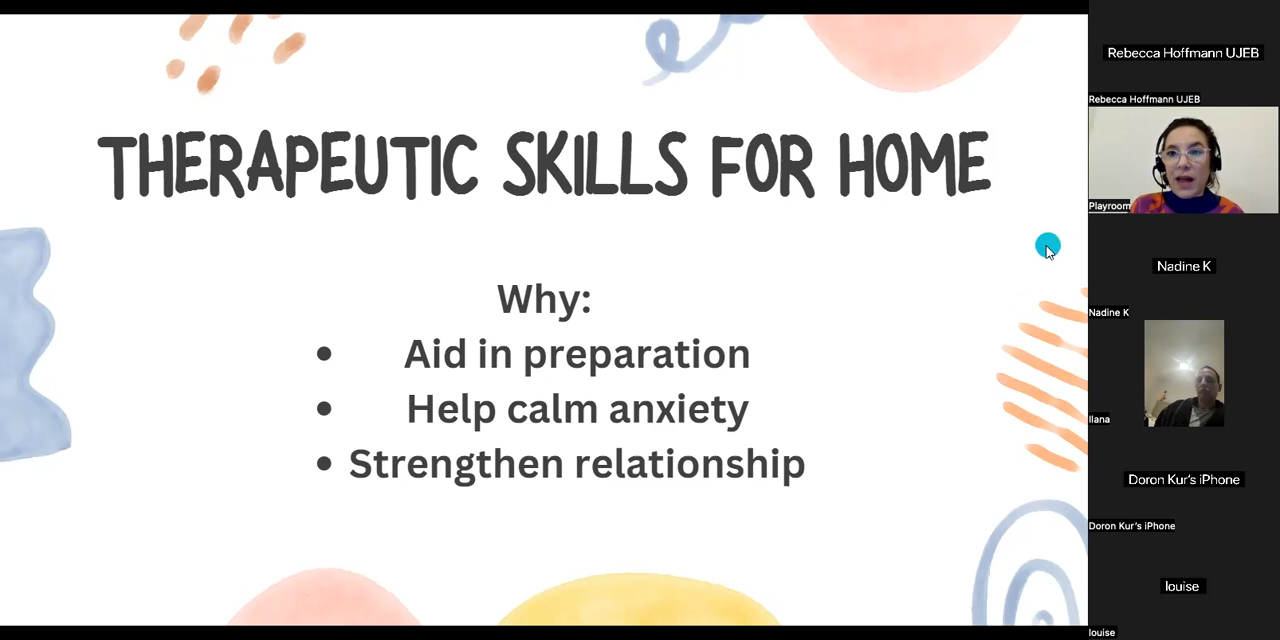 THERAPEUTIC SKILLS FOR HOME
Why:
• Aid in preparation
• Help calm anxiety
• Strengthen relationship
Rebecca Hoffmann UJEB
Rebecca Hoffmann UJEB
Playroom
Nadine K
Nadine K
Ilana
Doron Kur's iPhone
Doron Kur's iPhone
louise
louise